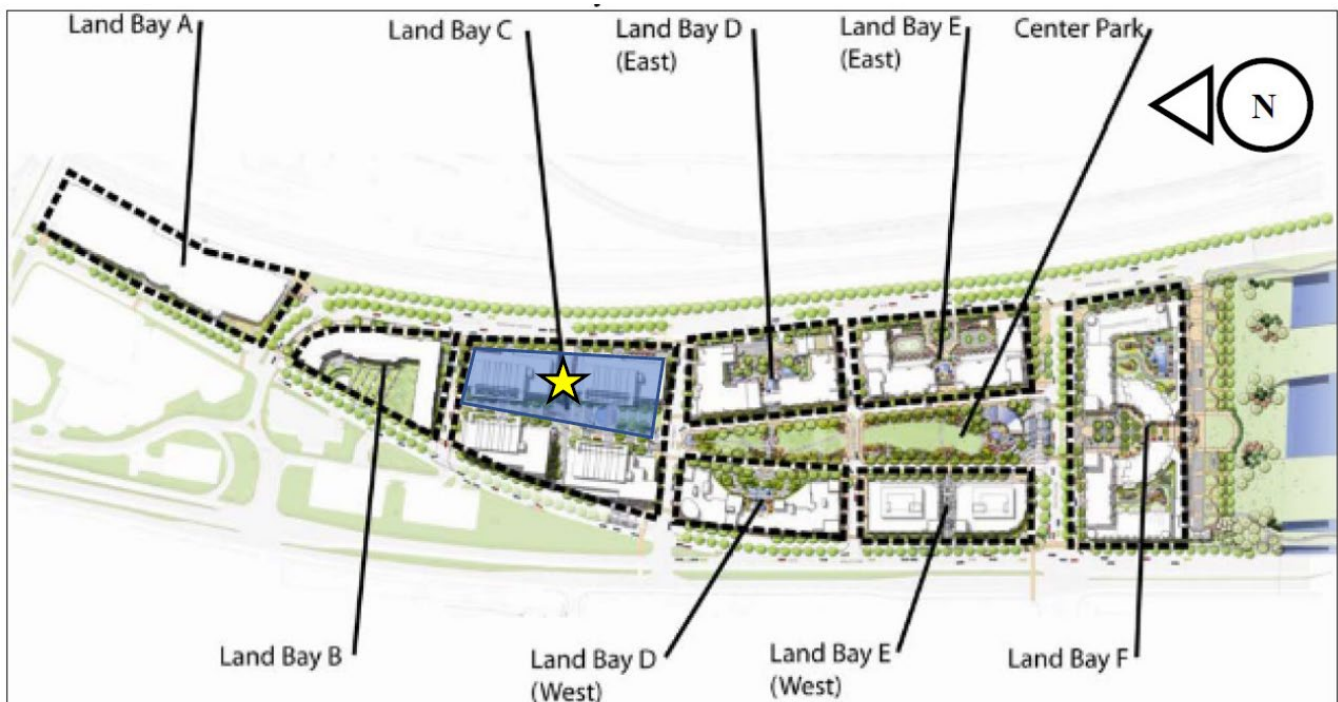 Land Bay A
Land Bay C
Land Bay D
(East)
Land Bay E
(East)
Center Park
N
Land Bay B
Land Bay D
(West)
Land Bay E
(West)
Land Bay F